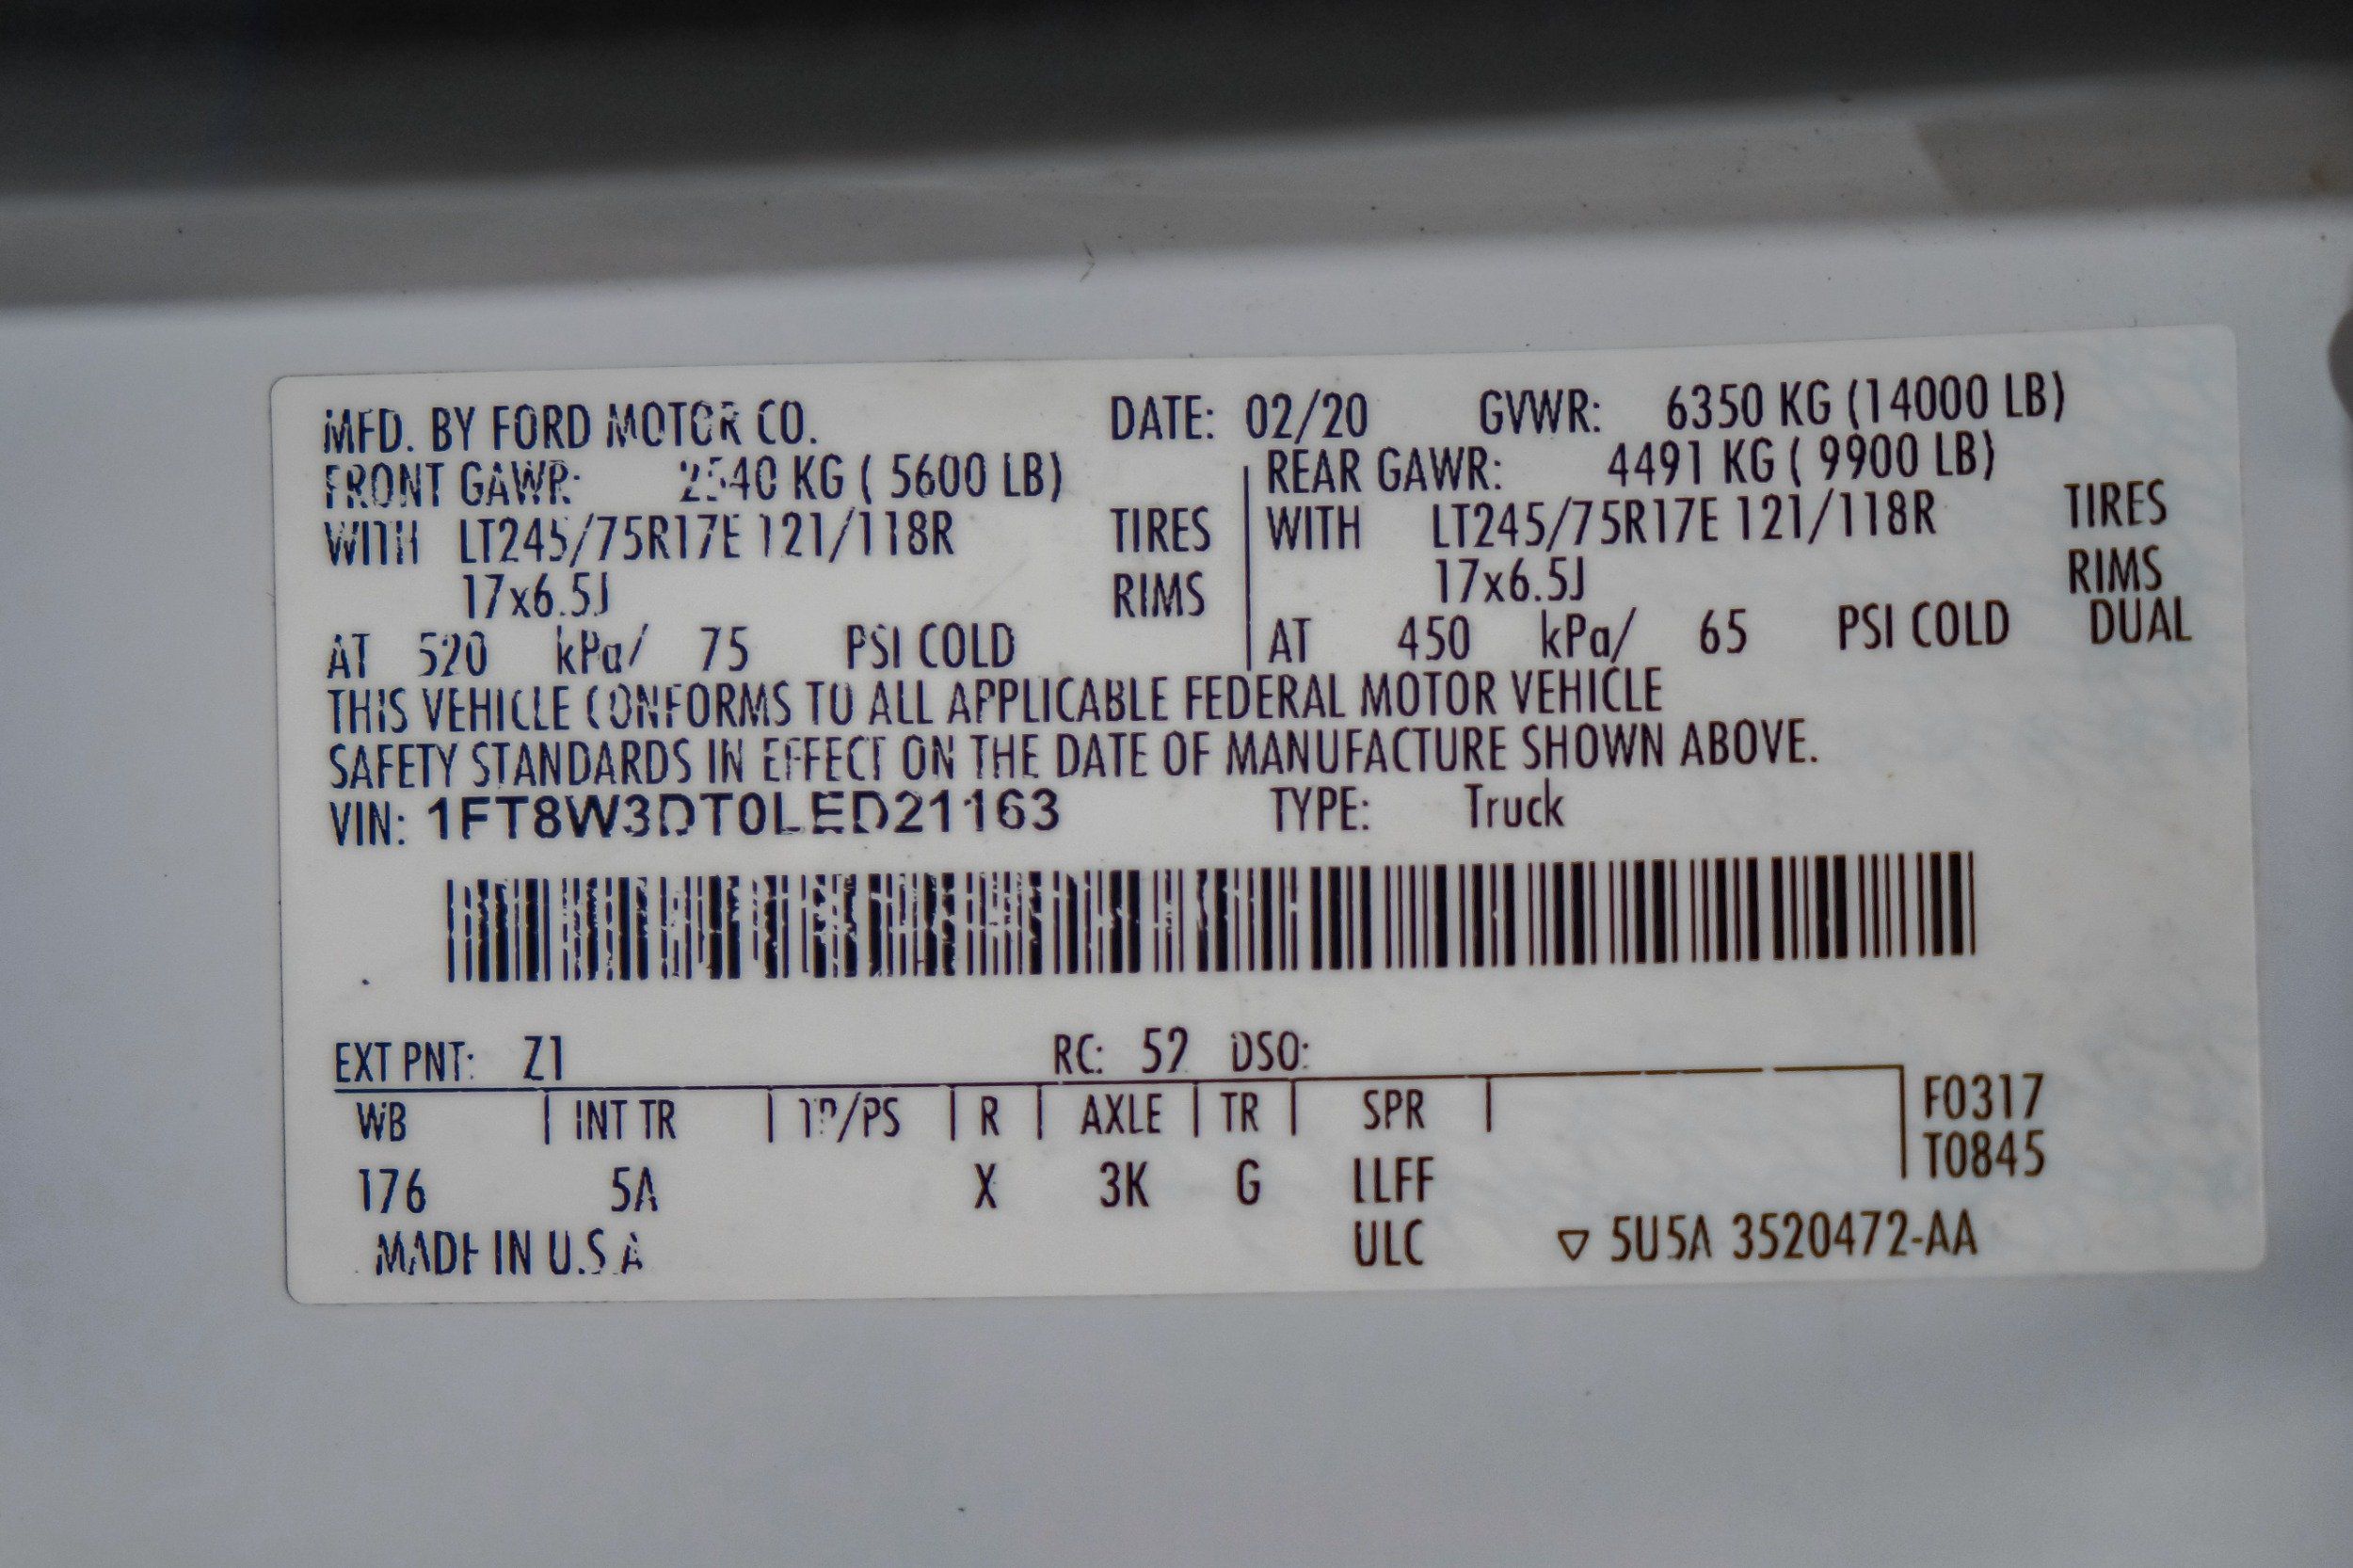 MFD. BY FORD MOTOR CO. DATE: 02/20 GVWR: 6350 KG (14000 LB)
FRONT GAWR: 2540 KG ( 5600 LB) REAR GAWR: 4491 KG ( 9900 LB)
WITH LT245/75R17E 121/118R TIRES WITH LT245/75R17E 121/118R TIRES
17x6.5J RIMS 17x6.5J RIMS
AT 520 kPa/ 75 PSI COLD AT 450 kPa/ 65 PSI COLD DUAL
THIS VEHICLE CONFORMS TO ALL APPLICABLE FEDERAL MOTOR VEHICLE
SAFETY STANDARDS IN EFFECT ON THE DATE OF MANUFACTURE SHOWN ABOVE.
VIN: 1FT8W3DT0LED21163 TYPE: Truck
EXT PNT: Z1 RC: 52 DSO:
WB INT TR TP/PS R AXLE TR SPR F0317
T0845
176 5A X 3K G LLFF
MADE IN U.S.A ULC ▽ 5U5A 3520472-AA